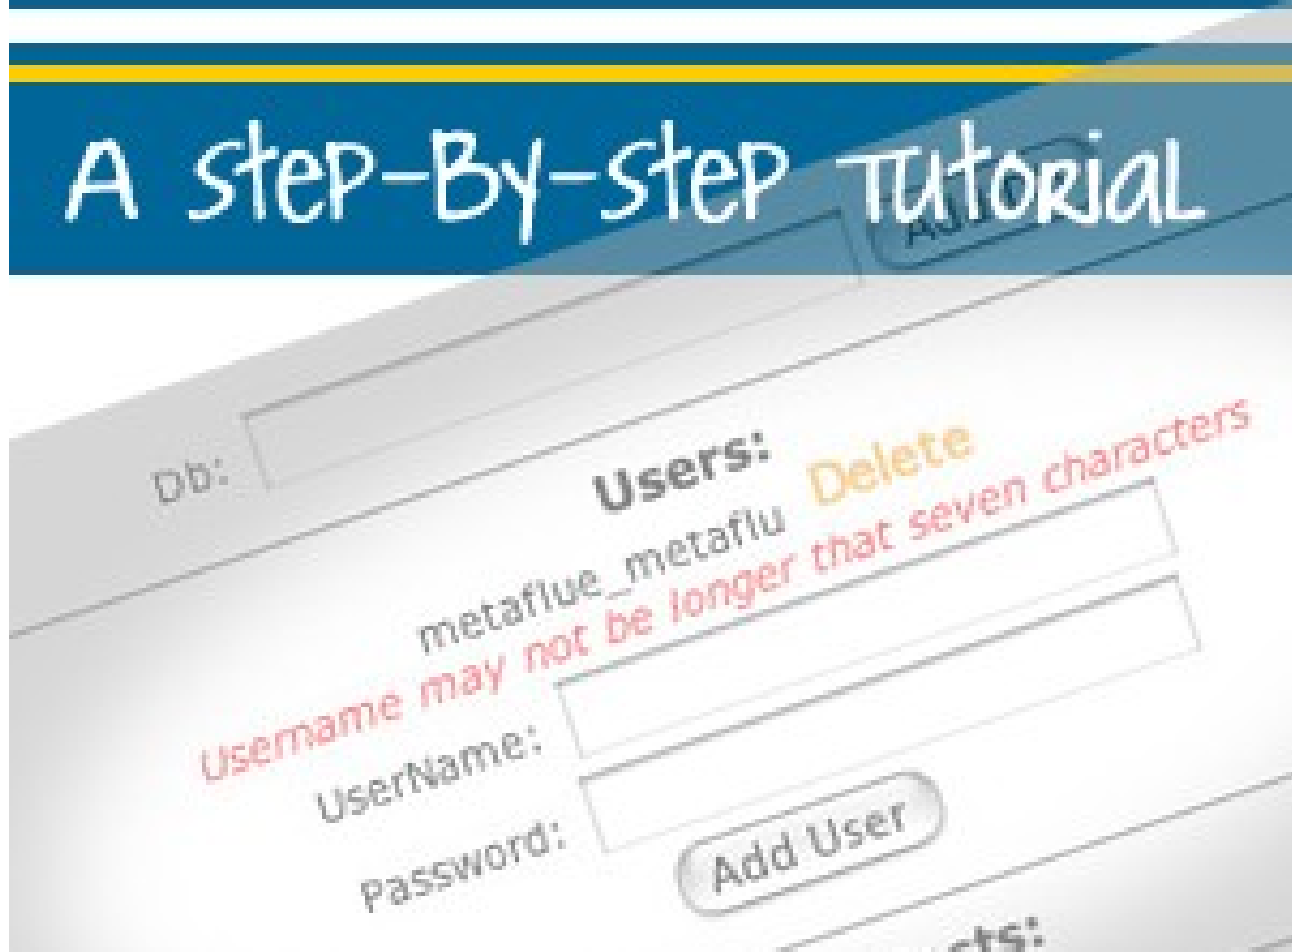 A Step-By-Step Tutorial
Db:
Users:
metaflue_metaflu Delete
Username may not be longer that seven characters
UserName:
Password:
Add User